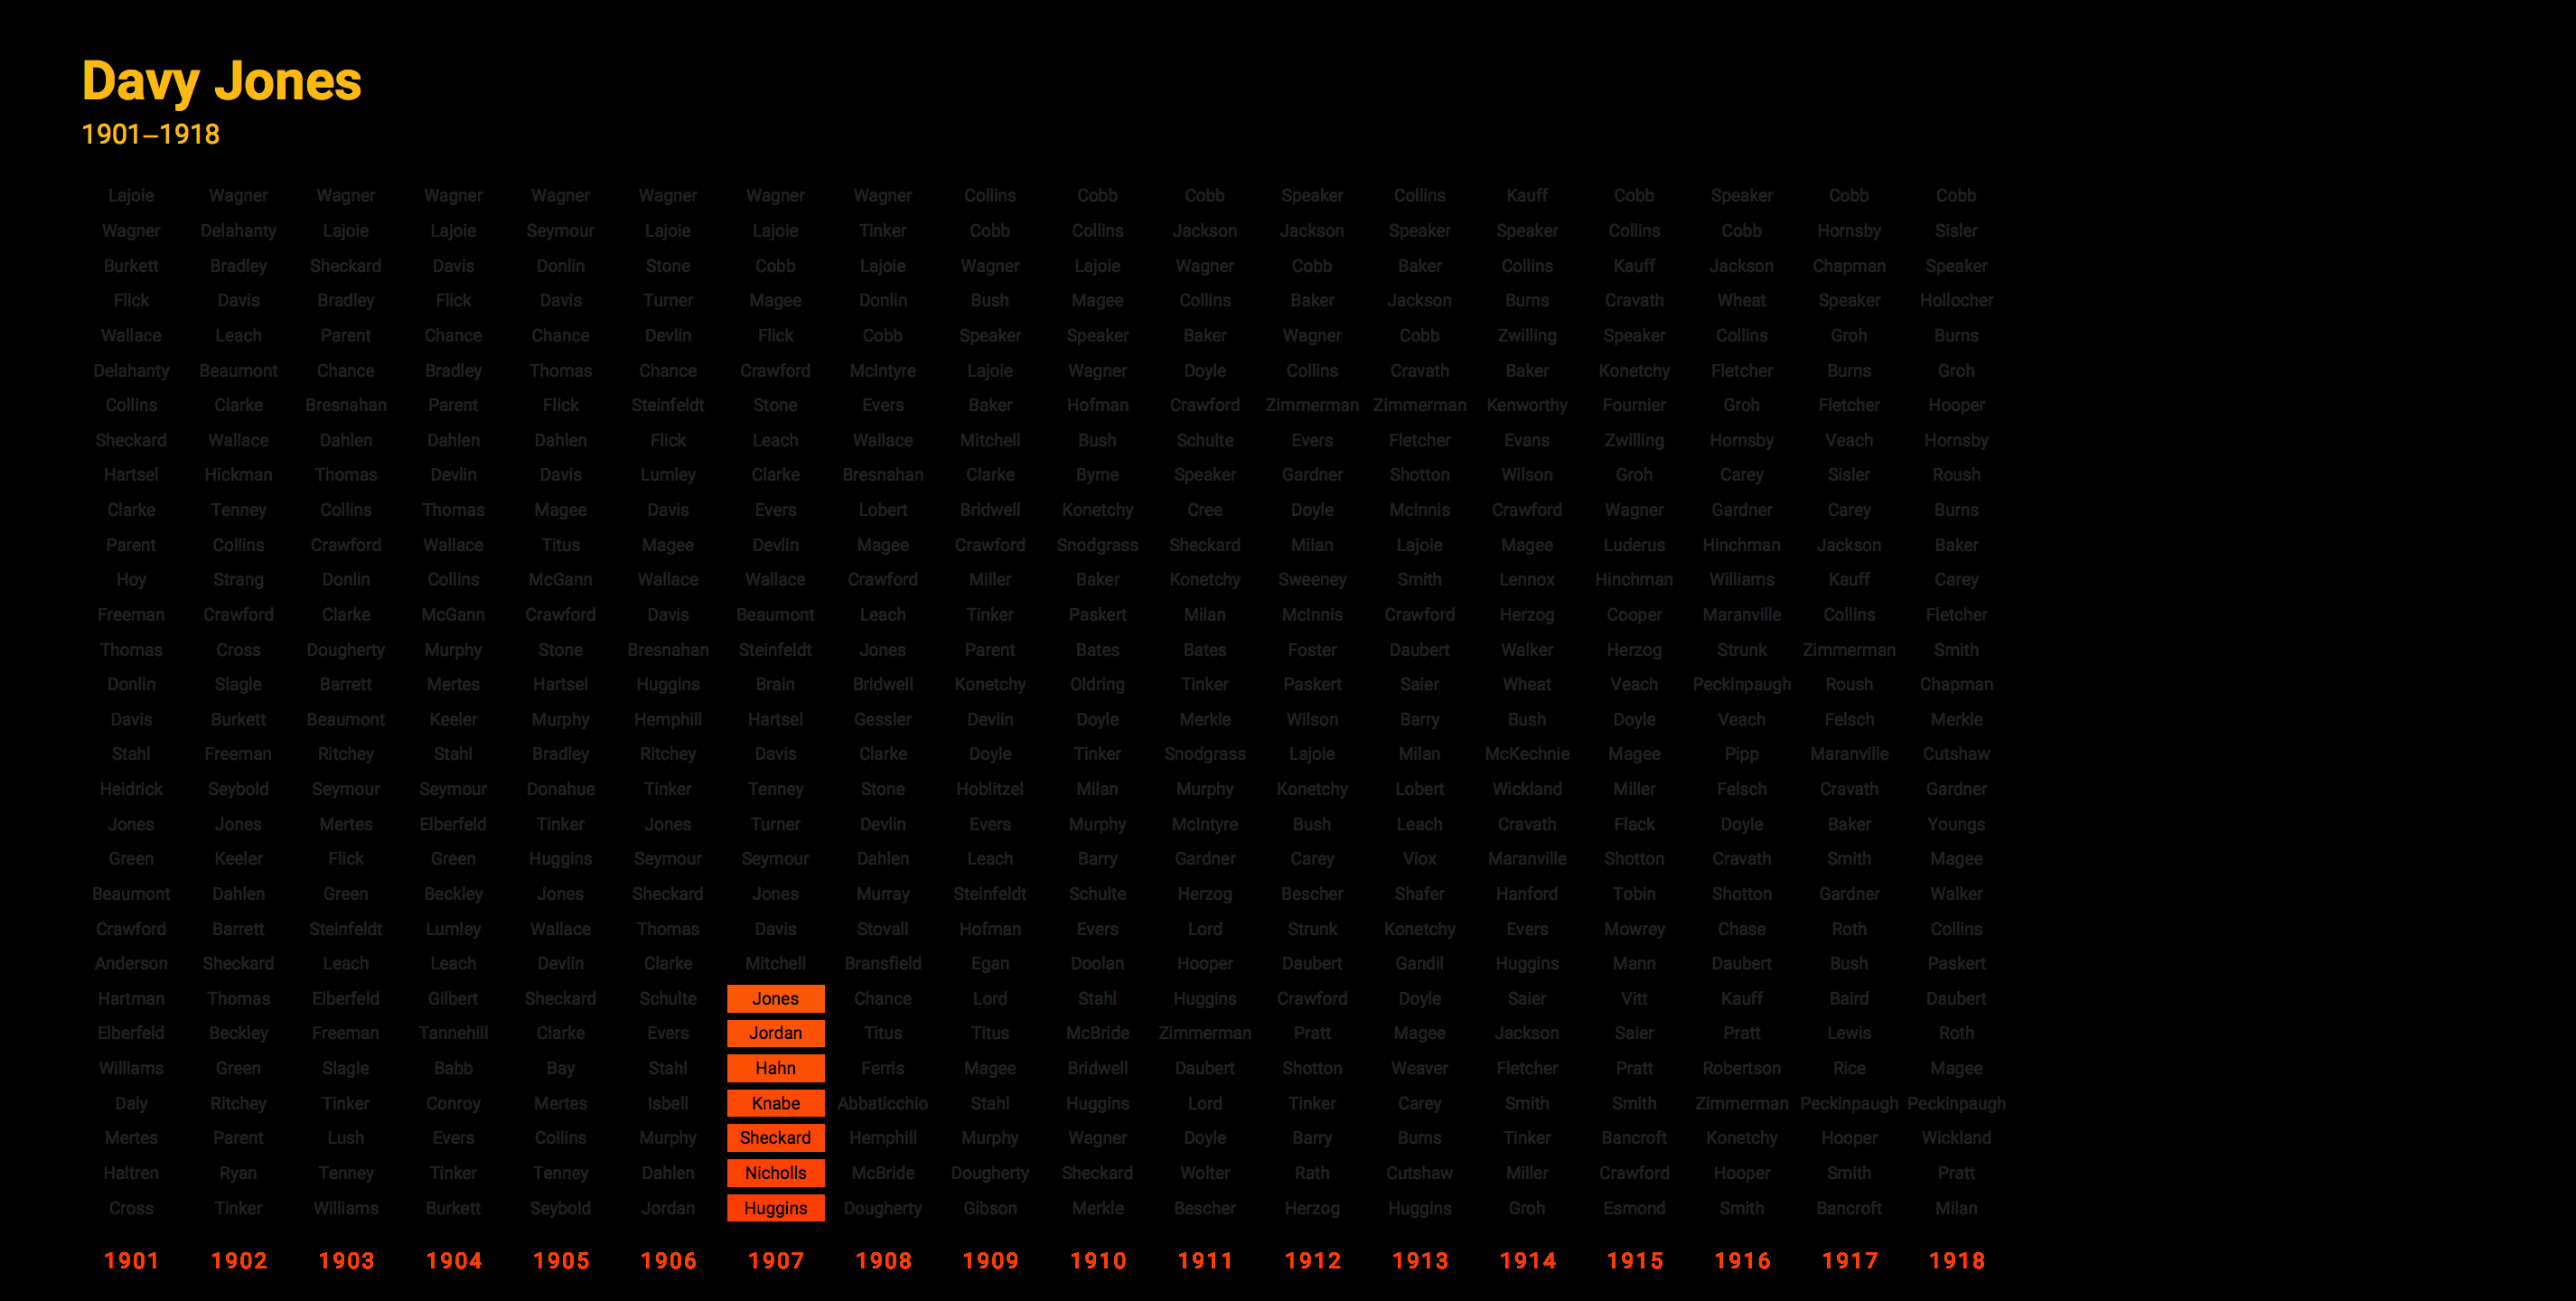 Davy Jones
1901–1918
Lajoie Wagner Wagner Wagner Wagner Wagner Wagner Wagner Collins Cobb Cobb Speaker Collins Kauff Cobb Speaker Cobb Cobb
Wagner Delahanty Lajoie Lajoie Seymour Lajoie Lajoie Tinker Cobb Collins Jackson Jackson Speaker Speaker Collins Cobb Hornsby Sisler
Burkett Bradley Sheckard Davis Donlin Stone Cobb Lajoie Wagner Lajoie Wagner Cobb Baker Collins Kauff Jackson Chapman Speaker
Flick Davis Bradley Flick Davis Turner Magee Donlin Bush Magee Collins Baker Jackson Burns Cravath Wheat Speaker Hollocher
Wallace Leach Parent Chance Chance Devlin Flick Cobb Speaker Speaker Baker Wagner Cobb Zwilling Speaker Collins Groh Burns
Delahanty Beaumont Chance Bradley Thomas Chance Crawford McIntyre Lajoie Wagner Doyle Collins Cravath Baker Konetchy Fletcher Burns Groh
Collins Clarke Bresnahan Parent Flick Steinfeldt Stone Evers Baker Hofman Crawford Zimmerman Zimmerman Kenworthy Fournier Groh Fletcher Hooper
Sheckard Wallace Dahlen Dahlen Dahlen Flick Leach Wallace Mitchell Bush Schulte Evers Fletcher Evans Zwilling Hornsby Veach Hornsby
Hartsel Hickman Thomas Devlin Davis Lumley Clarke Bresnahan Clarke Byrne Speaker Gardner Shotton Wilson Groh Carey Sisler Roush
Clarke Tenney Collins Thomas Magee Davis Evers Lobert Bridwell Konetchy Cree Doyle McInnis Crawford Wagner Gardner Carey Burns
Parent Collins Crawford Wallace Titus Magee Devlin Magee Crawford Snodgrass Sheckard Milan Lajoie Magee Luderus Hinchman Jackson Baker
Hoy Strang Donlin Collins McGann Wallace Wallace Crawford Miller Baker Konetchy Sweeney Smith Lennox Hinchman Williams Kauff Carey
Freeman Crawford Clarke McGann Crawford Davis Beaumont Leach Tinker Paskert Milan McInnis Crawford Herzog Cooper Maranville Collins Fletcher
Thomas Cross Dougherty Murphy Stone Bresnahan Steinfeldt Jones Parent Bates Bates Foster Daubert Walker Herzog Strunk Zimmerman Smith
Donlin Slagle Barrett Mertes Hartsel Huggins Brain Bridwell Konetchy Oldring Tinker Paskert Saier Wheat Veach Peckinpaugh Roush Chapman
Davis Burkett Beaumont Keeler Murphy Hemphill Hartsel Gessler Devlin Doyle Merkle Wilson Barry Bush Doyle Veach Felsch Merkle
Stahl Freeman Ritchey Stahl Bradley Ritchey Davis Clarke Doyle Tinker Snodgrass Lajoie Milan McKechnie Magee Pipp Maranville Cutshaw
Heidrick Seybold Seymour Seymour Donahue Tinker Tenney Stone Hoblitzel Milan Murphy Konetchy Lobert Wickland Miller Felsch Cravath Gardner
Jones Jones Mertes Elberfeld Tinker Jones Turner Devlin Evers Murphy McIntyre Bush Leach Cravath Flack Doyle Baker Youngs
Green Keeler Flick Green Huggins Seymour Seymour Dahlen Leach Barry Gardner Carey Viox Maranville Shotton Cravath Smith Magee
Beaumont Dahlen Green Beckley Jones Sheckard Jones Murray Steinfeldt Schulte Herzog Bescher Shafer Hanford Tobin Shotton Gardner Walker
Crawford Barrett Steinfeldt Lumley Wallace Thomas Davis Stovall Hofman Evers Lord Strunk Konetchy Evers Mowrey Chase Roth Collins
Anderson Sheckard Leach Leach Devlin Clarke Mitchell Bransfield Egan Doolan Hooper Daubert Gandil Huggins Mann Daubert Bush Paskert
Hartman Thomas Elberfeld Gilbert Sheckard Schulte Jones Chance Lord Stahl Huggins Crawford Doyle Saier Vitt Kauff Baird Daubert
Elberfeld Beckley Freeman Tannehill Clarke Evers Jordan Titus Titus McBride Zimmerman Pratt Magee Jackson Saier Pratt Lewis Roth
Williams Green Slagle Babb Bay Stahl Hahn Ferris Magee Bridwell Daubert Shotton Weaver Fletcher Pratt Robertson Rice Magee
Daly Ritchey Tinker Conroy Mertes Isbell Knabe Abbaticchio Stahl Huggins Lord Tinker Carey Smith Smith Zimmerman Peckinpaugh Peckinpaugh
Mertes Parent Lush Evers Collins Murphy Sheckard Hemphill Murphy Wagner Doyle Barry Burns Tinker Bancroft Konetchy Hooper Wickland
Haltren Ryan Tenney Tinker Tenney Dahlen Nicholls McBride Dougherty Sheckard Wolter Rath Cutshaw Miller Crawford Hooper Smith Pratt
Cross Tinker Williams Burkett Seybold Jordan Huggins Dougherty Gibson Merkle Bescher Herzog Huggins Groh Esmond Smith Bancroft Milan
1901 1902 1903 1904 1905 1906 1907 1908 1909 1910 1911 1912 1913 1914 1915 1916 1917 1918